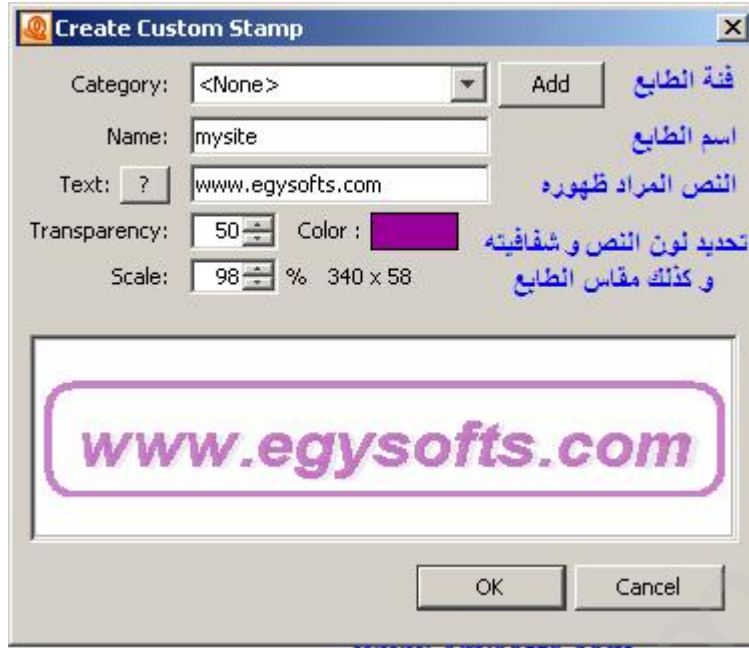 Create Custom Stamp
Category: <None> Add فئة الطابع
Name: mysite اسم الطابع
Text: ? www.egysofts.com النص المراد ظهوره
Transparency: 50 Color : تحديد لون النص و شفافيته
Scale: 98 % 340 x 58 و كذلك مقاس الطابع
www.egysofts.com
OK Cancel